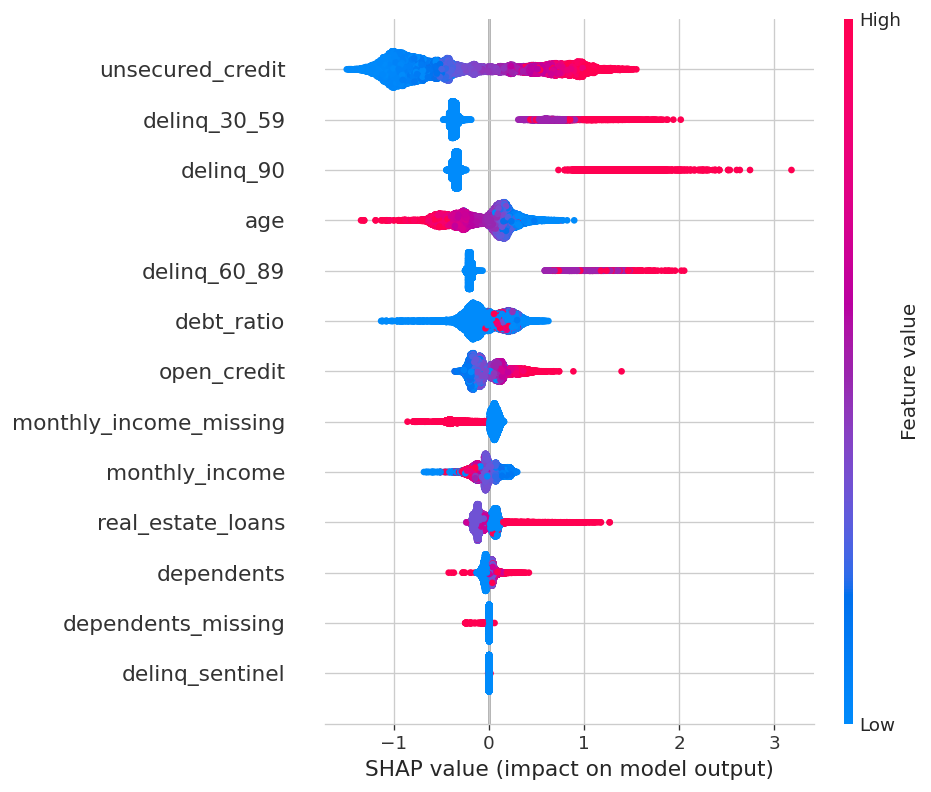 High
unsecured_credit
delinq_30_59
delinq_90
age
delinq_60_89
debt_ratio
open_credit
monthly_income_missing
monthly_income
real_estate_loans
dependents
dependents_missing
delinq_sentinel
Feature value
Low
−1 0 1 2 3
SHAP value (impact on model output)